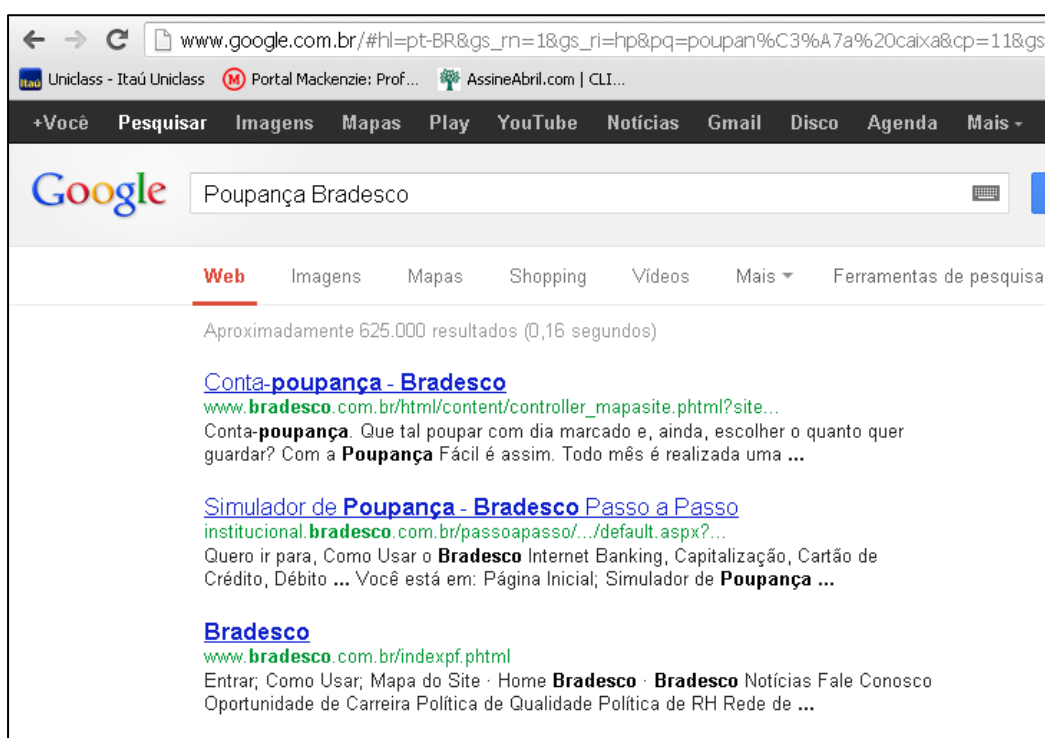 www.google.com.br/#hl=pt-BR&gs_rn=1&gs_ri=hp&pq=poupan%C3%A7a%20caixa&cp=11&gs
Itaú Uniclass - Itaú Uniclass M Portal Mackenzie: Prof... AssineAbril.com | CLI...
+Você Pesquisar Imagens Mapas Play YouTube Notícias Gmail Disco Agenda Mais
Google Poupança Bradesco
Web Imagens Mapas Shopping Vídeos Mais Ferramentas de pesquisa
Aproximadamente 625.000 resultados (0,16 segundos)
Conta-poupança - Bradesco
www.bradesco.com.br/html/content/controller_mapasite.phtml?site...
Conta-poupança. Que tal poupar com dia marcado e, ainda, escolher o quanto quer
guardar? Com a Poupança Fácil é assim. Todo mês é realizada uma ...
Simulador de Poupança - Bradesco Passo a Passo
institucional.bradesco.com.br/passoapasso/.../default.aspx?...
Quero ir para, Como Usar o Bradesco Internet Banking, Capitalização, Cartão de
Crédito, Débito ... Você está em: Página Inicial; Simulador de Poupança ...
Bradesco
www.bradesco.com.br/indexpf.phtml
Entrar; Como Usar; Mapa do Site · Home Bradesco · Bradesco Notícias Fale Conosco
Oportunidade de Carreira Política de Qualidade Política de RH Rede de ...